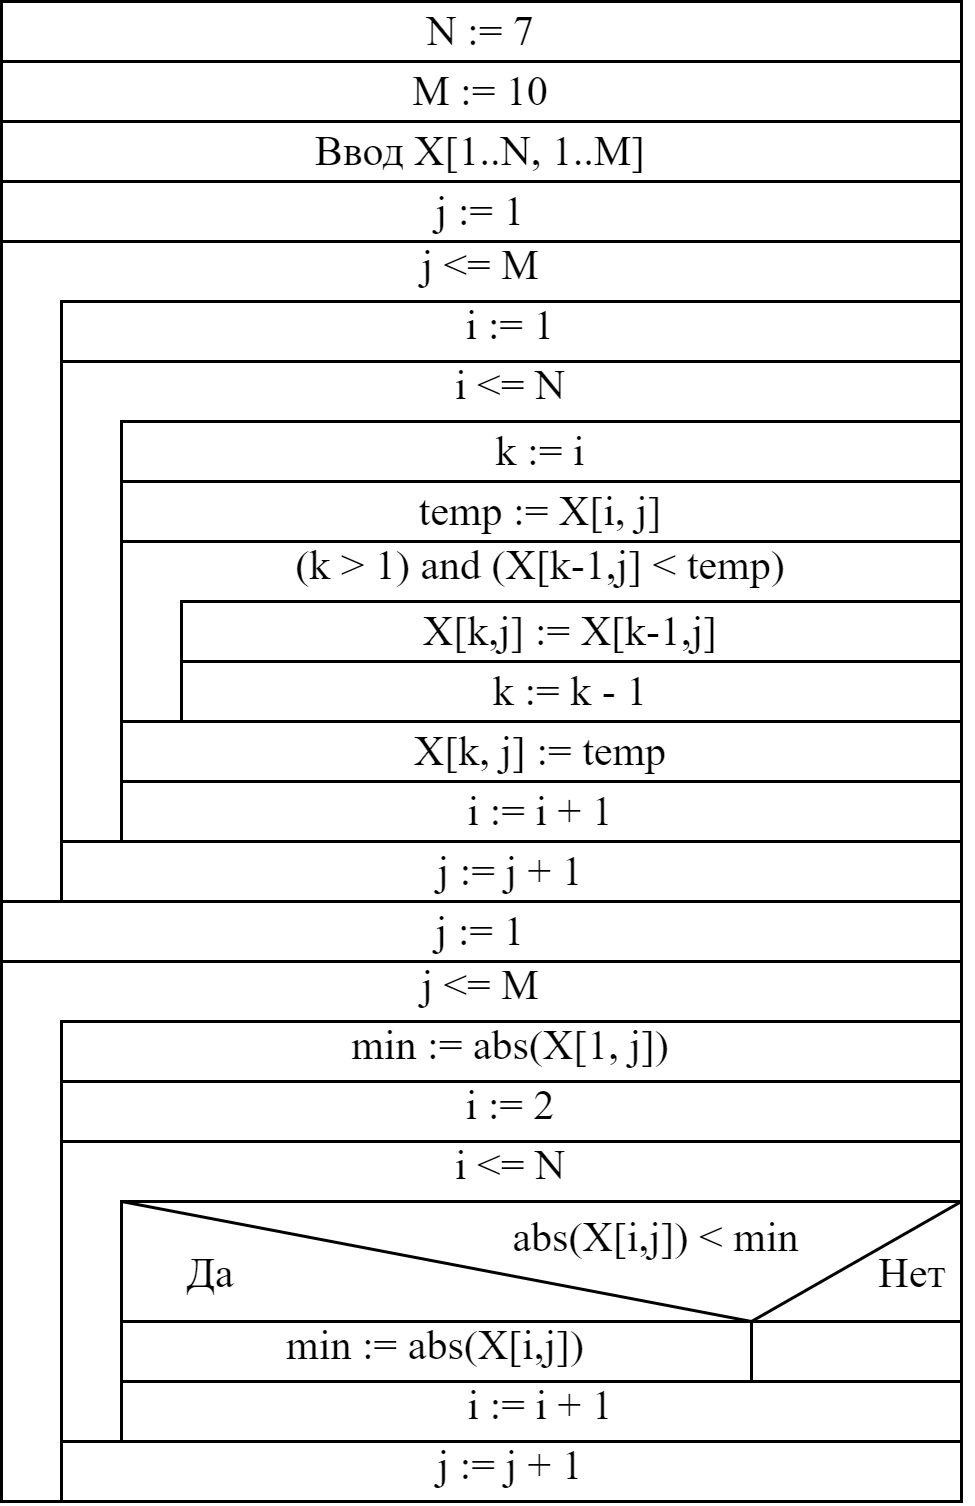 N := 7
M := 10
Ввод X[1..N, 1..M]
j := 1
j <= M
i := 1
i <= N
k := i
temp := X[i, j]
(k > 1) and (X[k-1,j] < temp)
X[k,j] := X[k-1,j]
k := k - 1
X[k, j] := temp
i := i + 1
j := j + 1
j := 1
j <= M
min := abs(X[1, j])
i := 2
i <= N
abs(X[i,j]) < min
Да
Нет
min := abs(X[i,j])
i := i + 1
j := j + 1